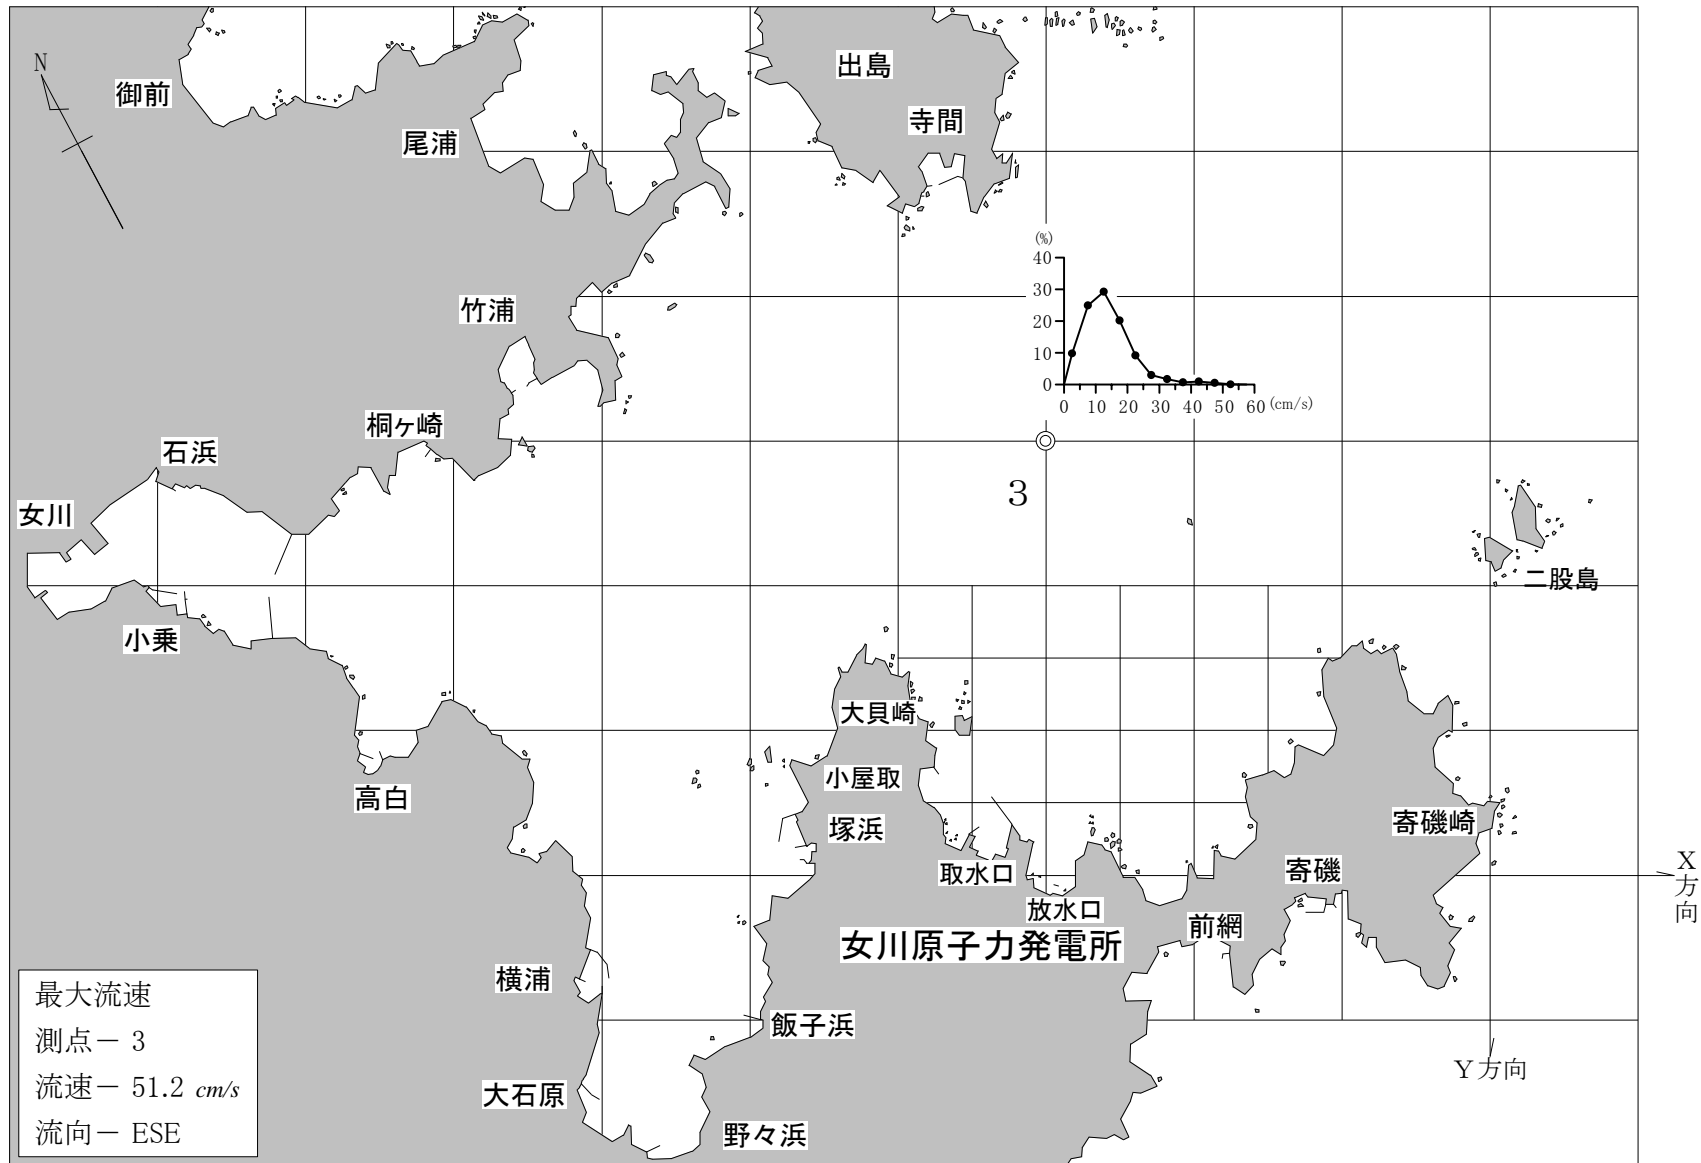 N
御前
尾浦
出島
寺間
竹浦
(%)
40
30
20
10
0
0 10 20 30 40 50 60 (cm/s)
桐ヶ崎
石浜
女川
3
二股島
小乗
大貝崎
小屋取
高白
塚浜
寄磯崎
取水口
寄磯
X方向
放水口
前網
女川原子力発電所
横浦
飯子浜
Y方向
大石原
野々浜
最大流速
測点－ 3
流速－ 51.2 cm/s
流向－ ESE